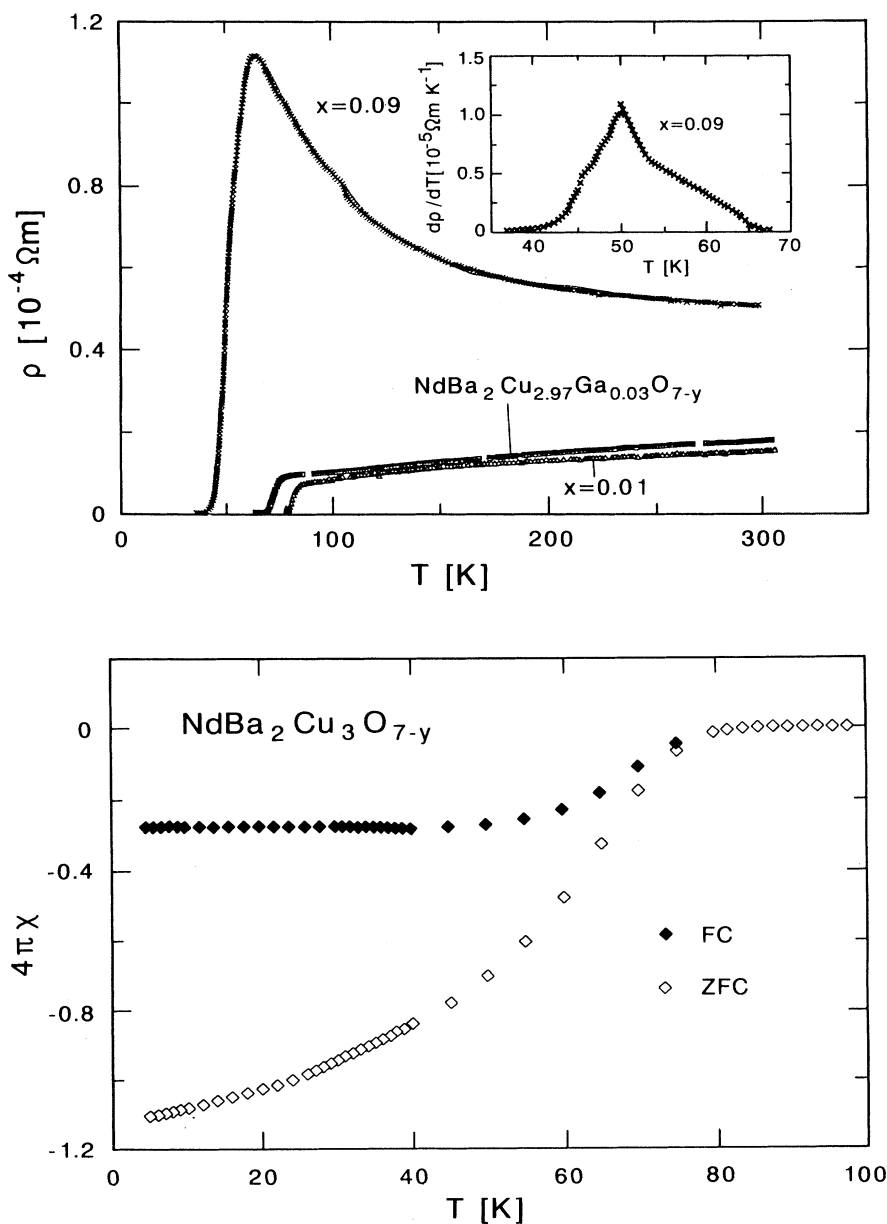 1.2
0.8
0.4
0
ρ [10⁻⁴ Ωm]
x=0.09
1.5
1.0
0.5
0
dρ/dT[10⁻⁵Ωm K⁻¹]
x=0.09
40 50 60 70
T [K]
NdBa₂Cu₂.₉₇Ga₀.₀₃O₇₋y
x=0.01
0 100 200 300
T [K]
NdBa₂Cu₃O₇₋y
0
-0.4
-0.8
-1.2
4πχ
FC
ZFC
0 20 40 60 80 100
T [K]